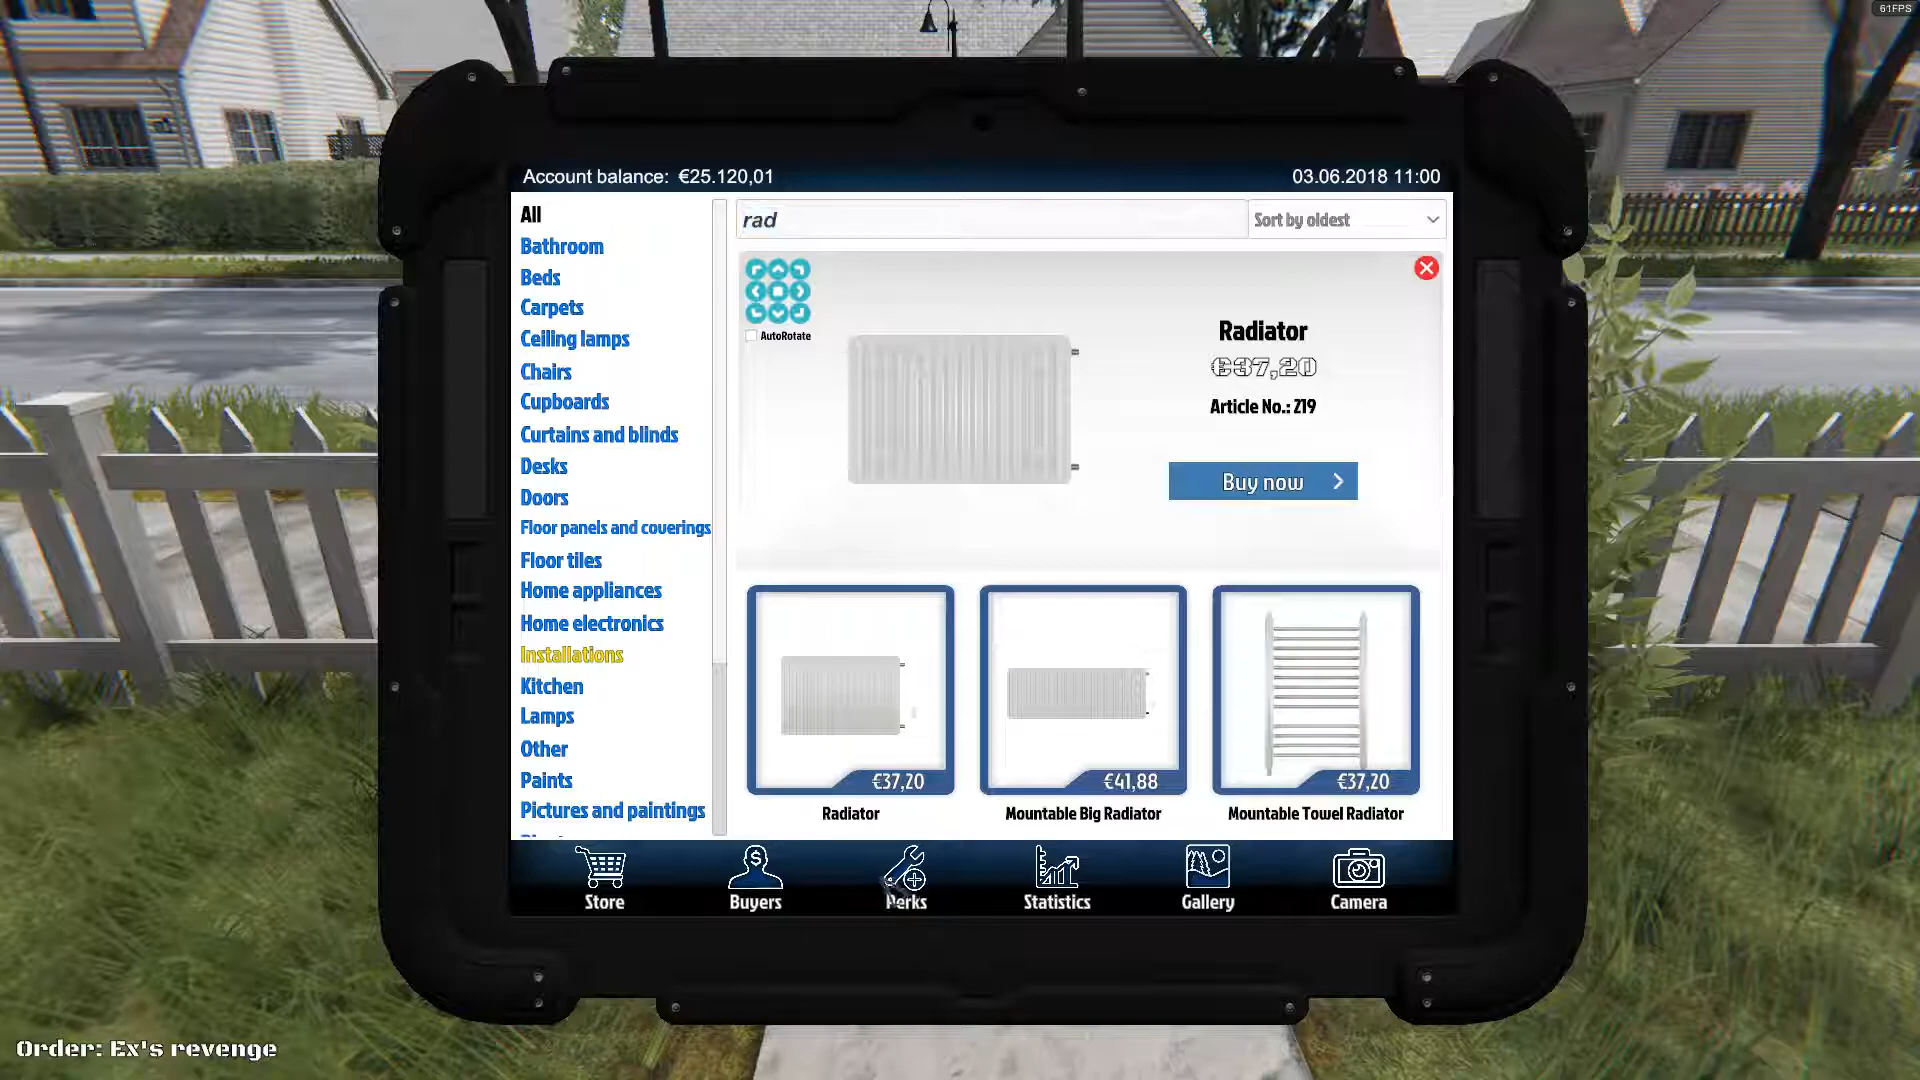 61FPS
Account balance: €25.120,01
03.06.2018 11:00
All
Bathroom
Beds
Carpets
Ceiling lamps
Chairs
Cupboards
Curtains and blinds
Desks
Doors
Floor panels and coverings
Floor tiles
Home appliances
Home electronics
Installations
Kitchen
Lamps
Other
Paints
Pictures and paintings
rad
Sort by oldest
AutoRotate
Radiator
€37,20
Article No.: 219
Buy now
€37,20
€41,88
€37,20
Radiator
Mountable Big Radiator
Mountable Towel Radiator
Store
Buyers
Perks
Statistics
Gallery
Camera
Order: Ex's revenge